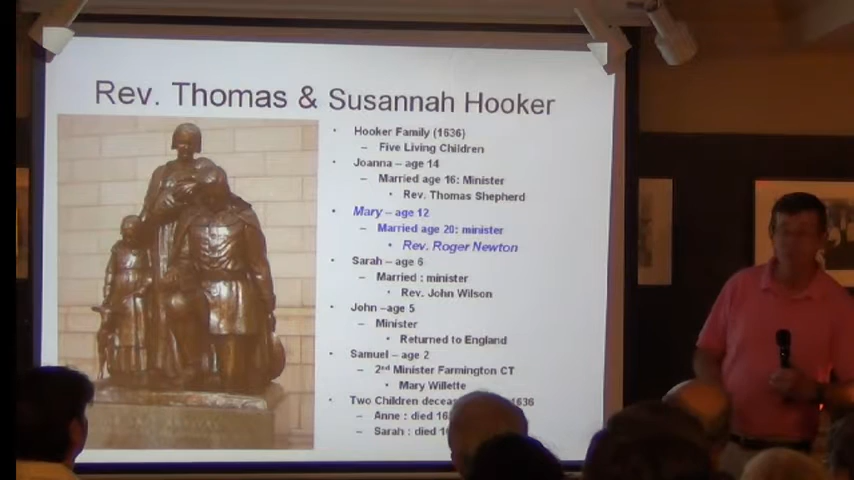 Rev. Thomas & Susannah Hooker
• Hooker Family (1636)
– Five Living Children
• Joanna – age 14
– Married age 16: Minister
• Rev. Thomas Shepherd
• Mary – age 12
– Married age 20: minister
• Rev. Roger Newton
• Sarah – age 6
– Married : minister
• Rev. John Wilson
• John –age 5
– Minister
• Returned to England
• Samuel – age 2
– 2nd Minister Farmington CT
• Mary Willette
• Two Children 1636
– Anne : died
– Sarah : died